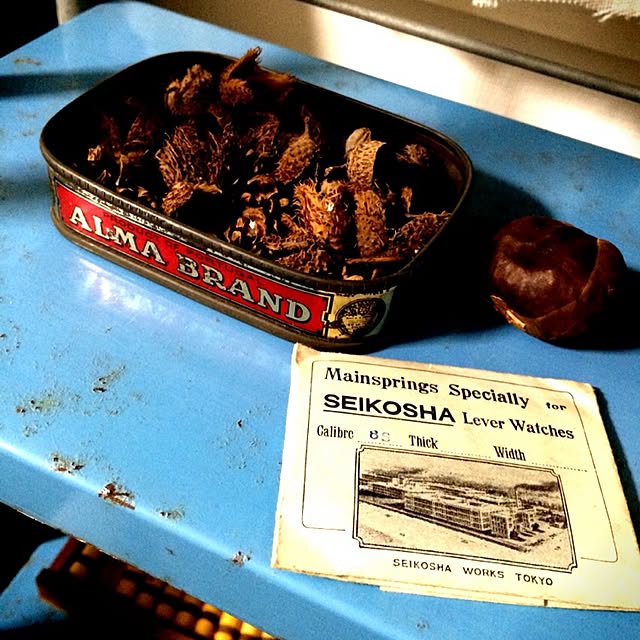 ALMA BRAND
Mainsprings Specially for
SEIKOSHA Lever Watches
Calibre 8S Thick Width
SEIKOSHA WORKS TOKYO